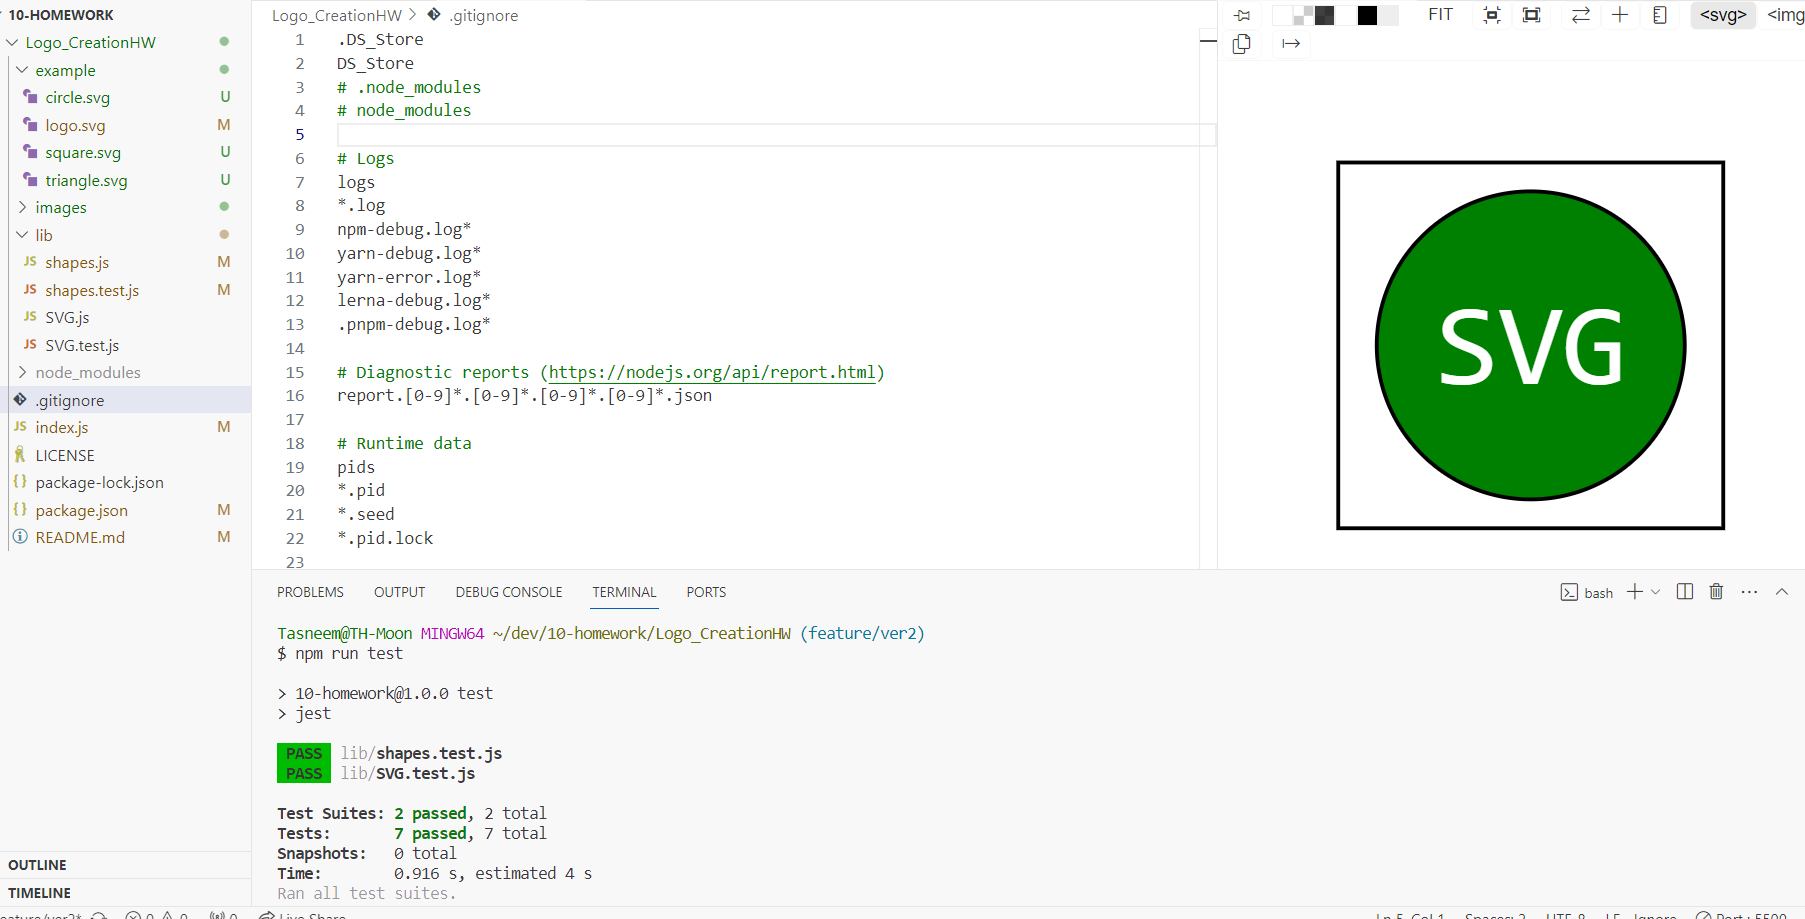 10-HOMEWORK
Logo_CreationHW
example
circle.svg U
logo.svg M
square.svg U
triangle.svg U
images
lib
JS shapes.js M
JS shapes.test.js M
JS SVG.js
JS SVG.test.js
node_modules
.gitignore
JS index.js M
LICENSE
{} package-lock.json
{} package.json M
README.md M
OUTLINE
TIMELINE
Logo_CreationHW > .gitignore
1 .DS_Store
2 DS_Store
3 # .node_modules
4 # node_modules
5
6 # Logs
7 logs
8 *.log
9 npm-debug.log*
10 yarn-debug.log*
11 yarn-error.log*
12 lerna-debug.log*
13 .pnpm-debug.log*
14
15 # Diagnostic reports (https://nodejs.org/api/report.html)
16 report.[0-9]*.[0-9]*.[0-9]*.[0-9]*.json
17
18 # Runtime data
19 pids
20 *.pid
21 *.seed
22 *.pid.lock
23
FIT <svg> <img
SVG
PROBLEMS OUTPUT DEBUG CONSOLE TERMINAL PORTS
bash
Tasneem@TH-Moon MINGW64 ~/dev/10-homework/Logo_CreationHW (feature/ver2)
$ npm run test
> 10-homework@1.0.0 test
> jest
PASS lib/shapes.test.js
PASS lib/SVG.test.js
Test Suites: 2 passed, 2 total
Tests: 7 passed, 7 total
Snapshots: 0 total
Time: 0.916 s, estimated 4 s
Ran all test suites.
eature/ver2* 0 0 0 Live Share Ln 5, Col 1 Spaces: 2 UTF-8 LF Ignore Port : 5500